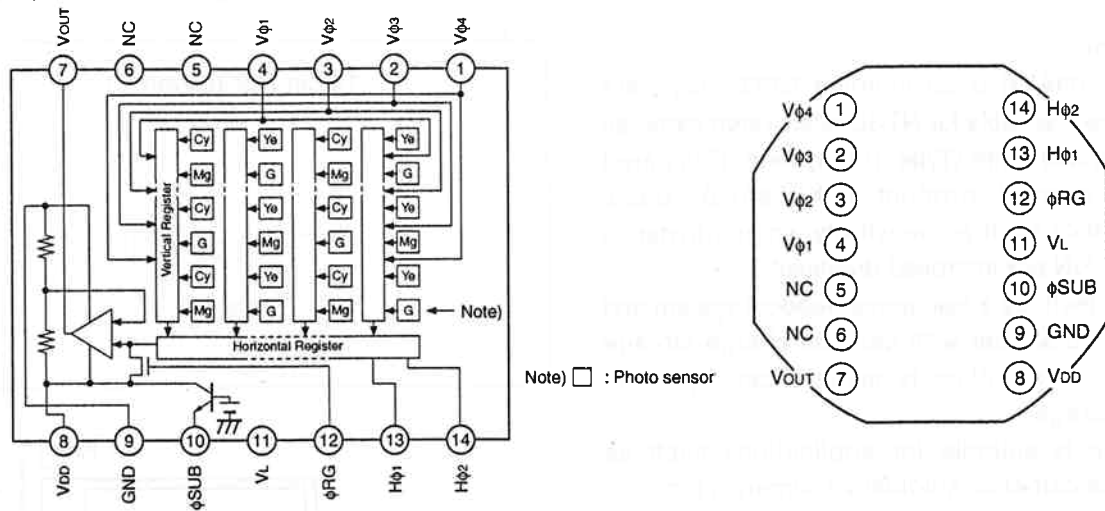 VOUT NC NC Vφ1 Vφ2 Vφ3 Vφ4
7 6 5 4 3 2 1
Cy Ye Cy Ye
Mg G Mg G
Cy Ye Cy Ye
G Mg G Mg
Cy Ye Cy Ye
Mg G Mg G
Vertical Register
Note)
Horizontal Register
8 9 10 11 12 13 14
VDD GND φSUB VL φRG Hφ1 Hφ2
Note) : Photo sensor
Vφ4 1 14 Hφ2
Vφ3 2 13 Hφ1
Vφ2 3 12 φRG
Vφ1 4 11 VL
NC 5 10 φSUB
NC 6 9 GND
VOUT 7 8 VDD